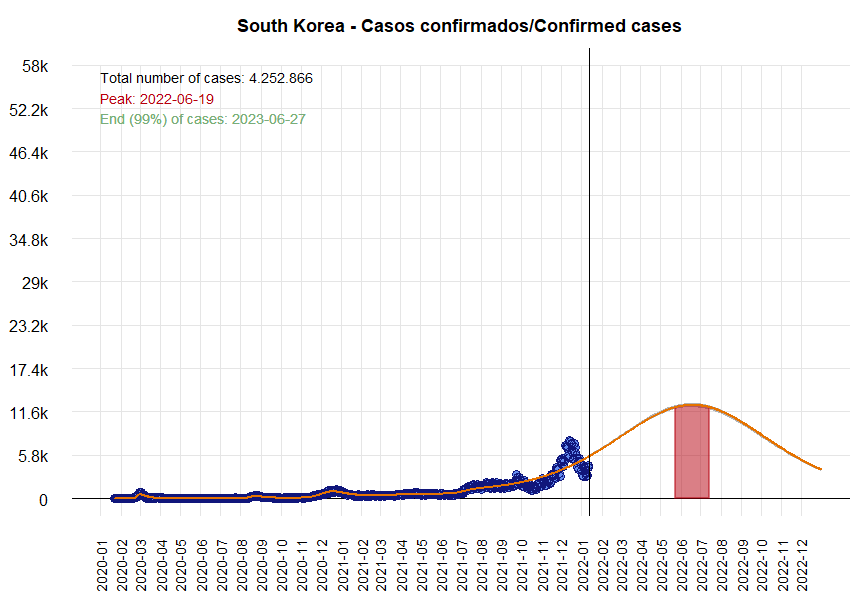 South Korea - Casos confirmados/Confirmed cases
58k
Total number of cases: 4.252.866
Peak: 2022-06-19
End (99%) of cases: 2023-06-27
52.2k
46.4k
40.6k
34.8k
29k
23.2k
17.4k
11.6k
5.8k
0
2020-01
2020-02
2020-03
2020-04
2020-05
2020-06
2020-07
2020-08
2020-09
2020-10
2020-11
2020-12
2021-01
2021-02
2021-03
2021-04
2021-05
2021-06
2021-07
2021-08
2021-09
2021-10
2021-11
2021-12
2022-01
2022-02
2022-03
2022-04
2022-05
2022-06
2022-07
2022-08
2022-09
2022-10
2022-11
2022-12